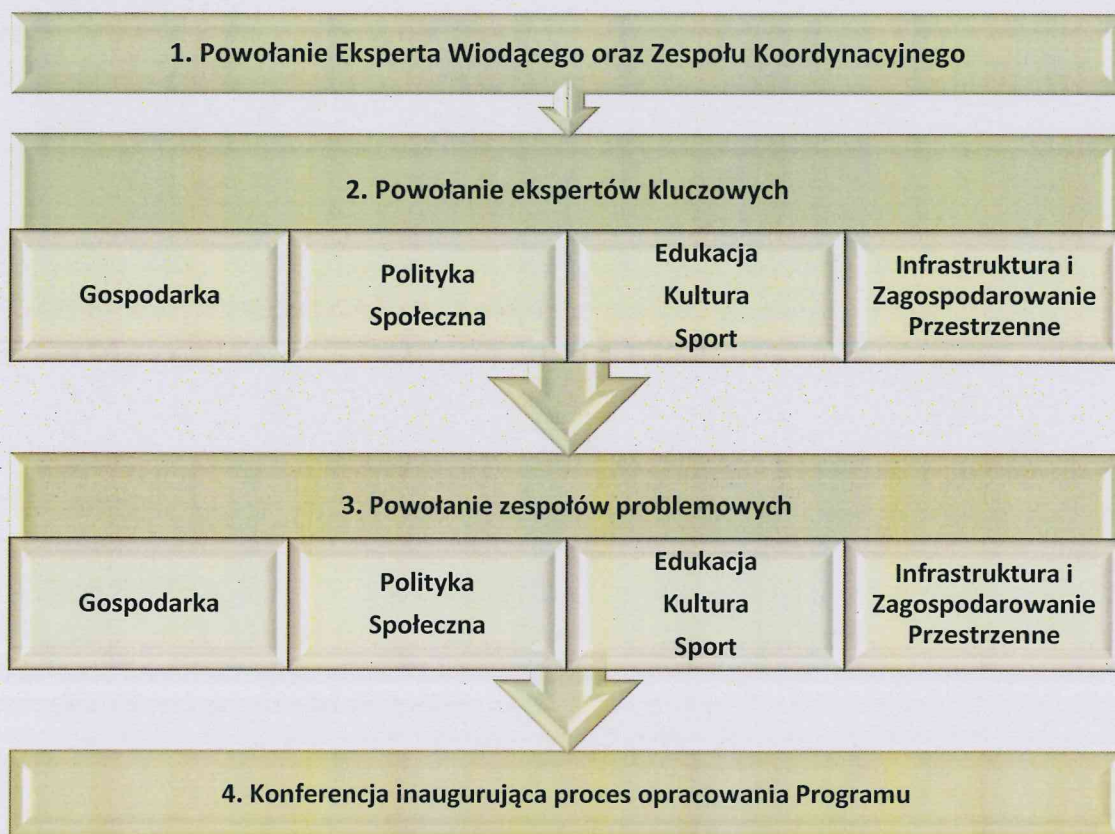 1. Powołanie Eksperta Wiodącego oraz Zespołu Koordynacyjnego
2. Powołanie ekspertów kluczowych
Gospodarka
Polityka
Społeczna
Edukacja
Kultura
Sport
Infrastruktura i
Zagospodarowanie
Przestrzenne
3. Powołanie zespołów problemowych
Gospodarka
Polityka
Społeczna
Edukacja
Kultura
Sport
Infrastruktura i
Zagospodarowanie
Przestrzenne
4. Konferencja inaugurująca proces opracowania Programu